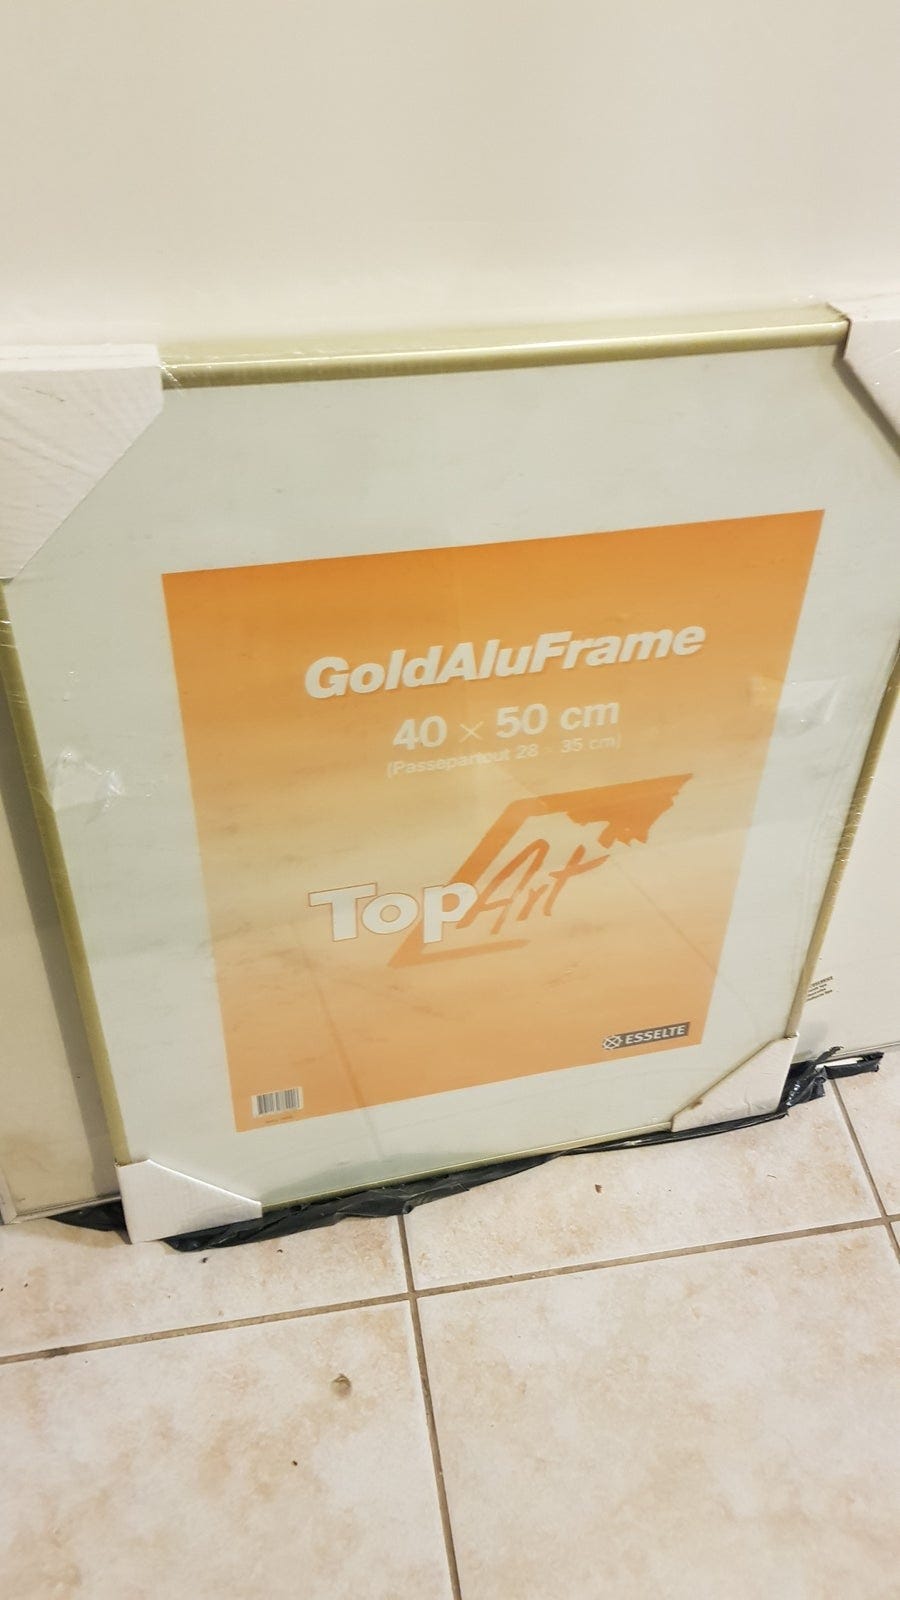 GoldAluFrame
40 × 50 cm
(Passepartout 28 × 35 cm)
TopArt
ESSELTE